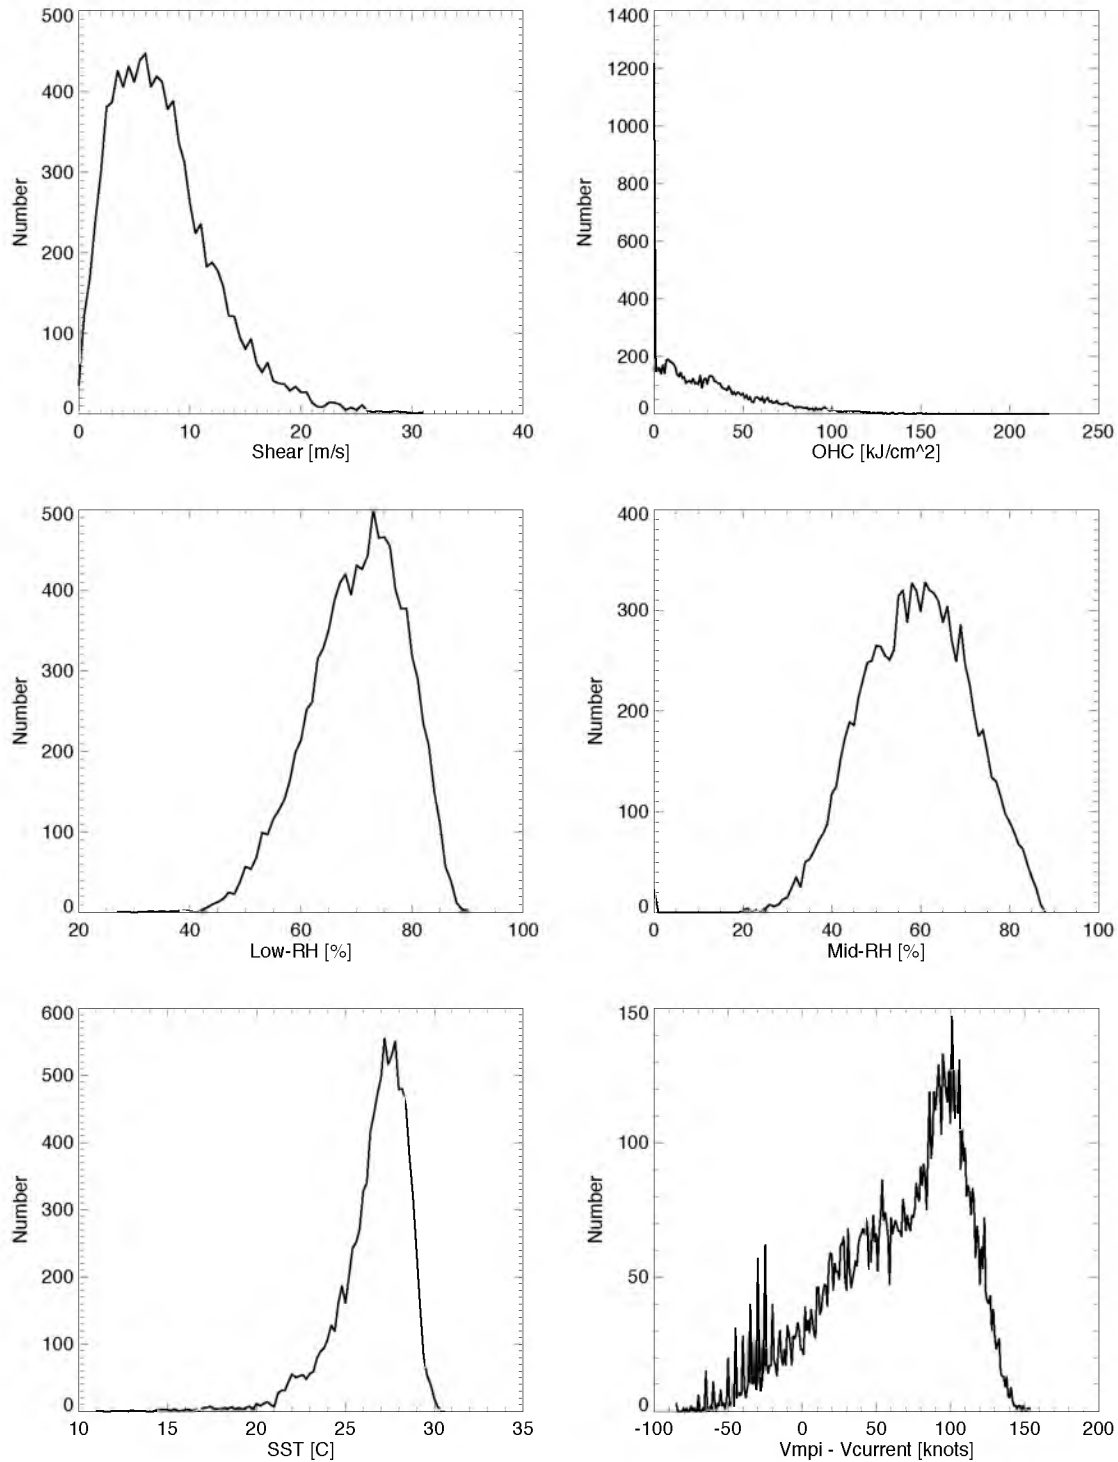 500
400
300
200
100
0
Number
0 10 20 30 40
Shear [m/s]
1400
1200
1000
800
600
400
200
0
Number
0 50 100 150 200 250
OHC [kJ/cm^2]
500
400
300
200
100
0
Number
20 40 60 80 100
Low-RH [%]
400
300
200
100
0
Number
0 20 40 60 80 100
Mid-RH [%]
600
500
400
300
200
100
0
Number
10 15 20 25 30 35
SST [C]
150
100
50
0
Number
-100 -50 0 50 100 150 200
Vmpi - Vcurrent [knots]